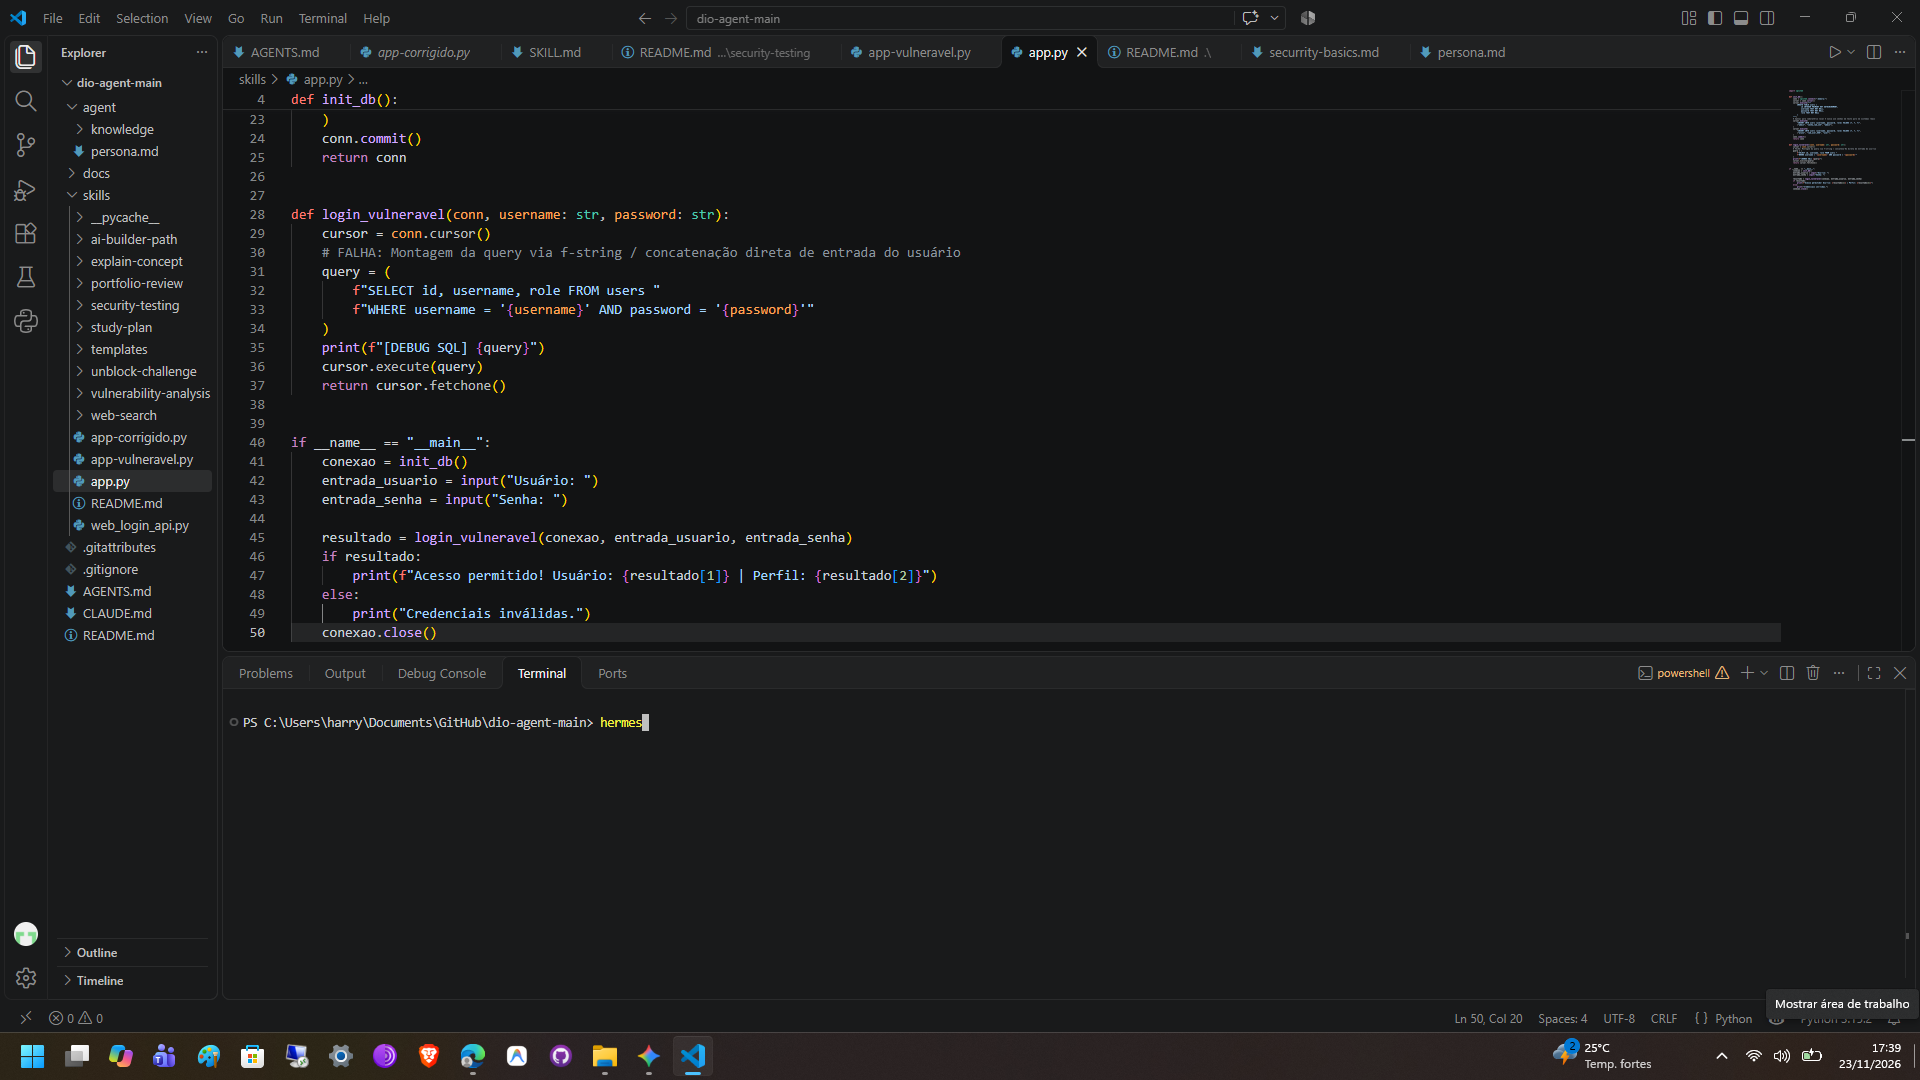 File Edit Selection View Go Run Terminal Help
dio-agent-main
Explorer
AGENTS.md
app-corrigido.py
SKILL.md
README.md ...\security-testing
app-vulneravel.py
app.py
README.md .\
securrity-basics.md
persona.md
dio-agent-main
agent
knowledge
persona.md
docs
skills
__pycache__
ai-builder-path
explain-concept
portfolio-review
security-testing
study-plan
templates
unblock-challenge
vulnerability-analysis
web-search
app-corrigido.py
app-vulneravel.py
app.py
README.md
web_login_api.py
.gitattributes
.gitignore
AGENTS.md
CLAUDE.md
README.md
Outline
Timeline
skills > app.py > ...
4 def init_db():
23 )
24 conn.commit()
25 return conn
26
27
28 def login_vulneravel(conn, username: str, password: str):
29 cursor = conn.cursor()
30 # FALHA: Montagem da query via f-string / concatenação direta de entrada do usuário
31 query = (
32 f"SELECT id, username, role FROM users "
33 f"WHERE username = '{username}' AND password = '{password}'"
34 )
35 print(f"[DEBUG SQL] {query}")
36 cursor.execute(query)
37 return cursor.fetchone()
38
39
40 if __name__ == "__main__":
41 conexao = init_db()
42 entrada_usuario = input("Usuário: ")
43 entrada_senha = input("Senha: ")
44
45 resultado = login_vulneravel(conexao, entrada_usuario, entrada_senha)
46 if resultado:
47 print(f"Acesso permitido! Usuário: {resultado[1]} | Perfil: {resultado[2]}")
48 else:
49 print("Credenciais inválidas.")
50 conexao.close()
Problems Output Debug Console Terminal Ports
powershell
PS C:\Users\harry\Documents\GitHub\dio-agent-main> hermes
Mostrar área de trabalho
0 0
Ln 50, Col 20 Spaces: 4 UTF-8 CRLF { } Python
2
25°C
Temp. fortes
17:39
23/11/2026